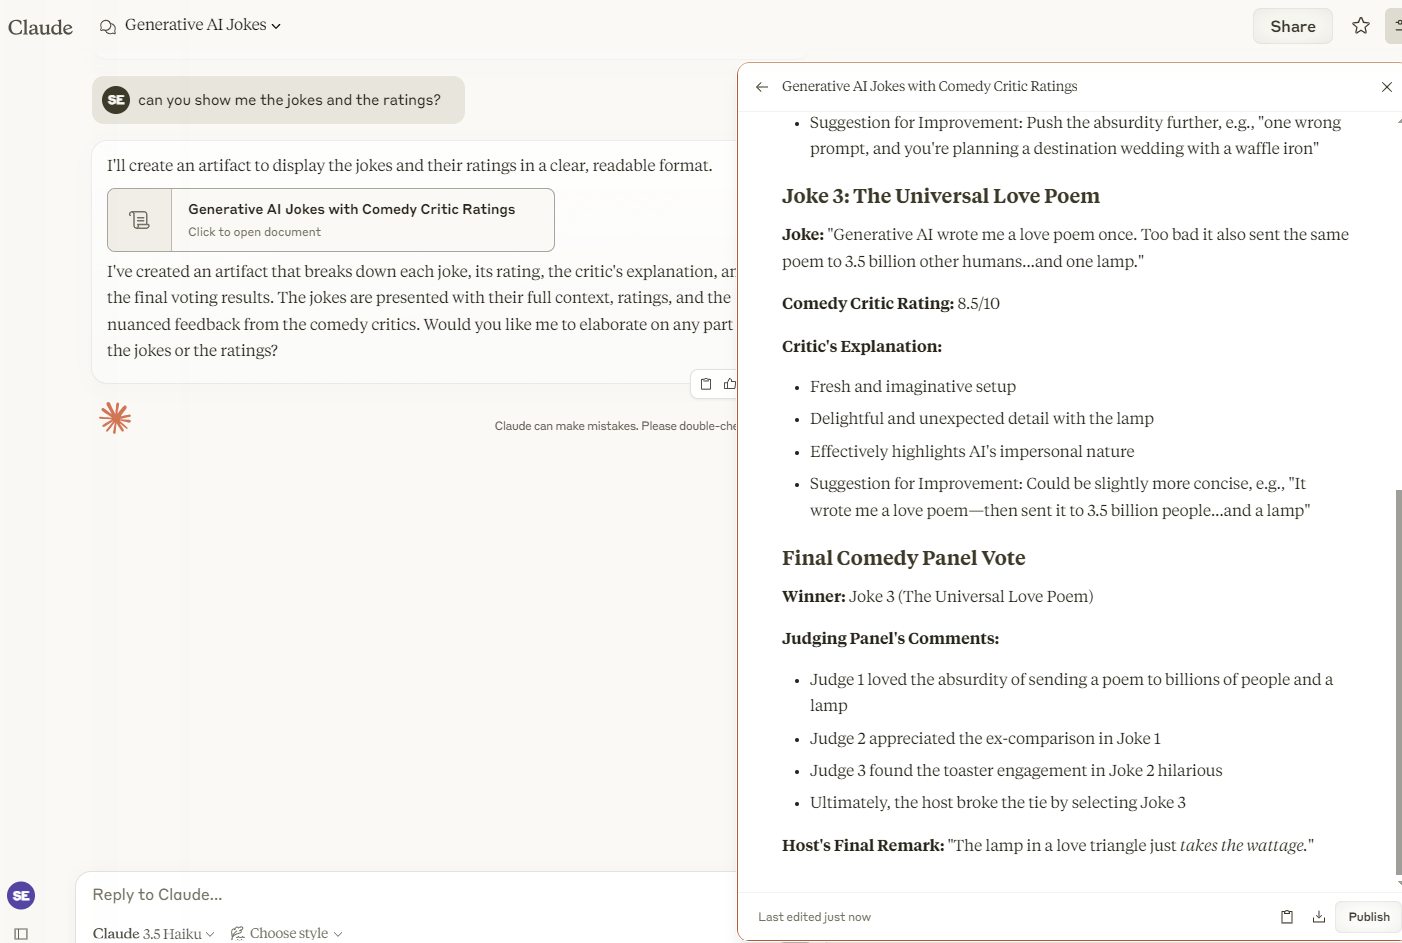 Claude
Generative AI Jokes
Share
SE
can you show me the jokes and the ratings?
I'll create an artifact to display the jokes and their ratings in a clear, readable format.
Generative AI Jokes with Comedy Critic Ratings
Click to open document
I've created an artifact that breaks down each joke, its rating, the critic's explanation, an
the final voting results. The jokes are presented with their full context, ratings, and the
nuanced feedback from the comedy critics. Would you like me to elaborate on any part
the jokes or the ratings?
Claude can make mistakes. Please double-che
SE
Reply to Claude...
Claude 3.5 Haiku
Choose style
Generative AI Jokes with Comedy Critic Ratings
• Suggestion for Improvement: Push the absurdity further, e.g., "one wrong
prompt, and you're planning a destination wedding with a waffle iron"
Joke 3: The Universal Love Poem
Joke: "Generative AI wrote me a love poem once. Too bad it also sent the same
poem to 3.5 billion other humans...and one lamp."
Comedy Critic Rating: 8.5/10
Critic's Explanation:
• Fresh and imaginative setup
• Delightful and unexpected detail with the lamp
• Effectively highlights AI's impersonal nature
• Suggestion for Improvement: Could be slightly more concise, e.g., "It
wrote me a love poem—then sent it to 3.5 billion people...and a lamp"
Final Comedy Panel Vote
Winner: Joke 3 (The Universal Love Poem)
Judging Panel's Comments:
• Judge 1 loved the absurdity of sending a poem to billions of people and a
lamp
• Judge 2 appreciated the ex-comparison in Joke 1
• Judge 3 found the toaster engagement in Joke 2 hilarious
• Ultimately, the host broke the tie by selecting Joke 3
Host's Final Remark: "The lamp in a love triangle just takes the wattage."
Last edited just now
Publish